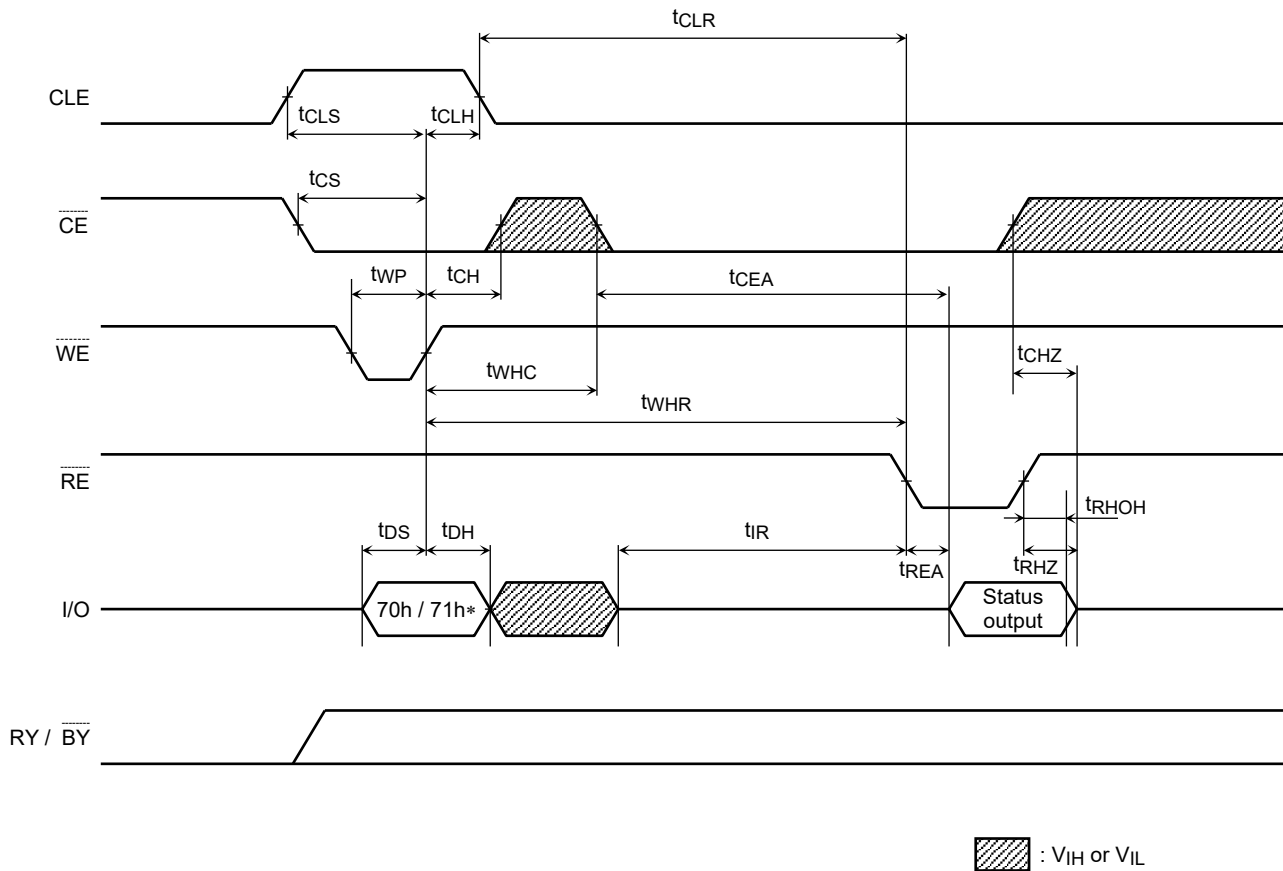 tCLR
CLE
tCLS
tCLH
tCS
CE
tWP
tCH
tCEA
WE
tCHZ
tWHC
tWHR
RE
tRHOH
tDS
tDH
tIR
tREA
tRHZ
I/O
70h / 71h*
Status
output
RY / BY
: VIH or VIL